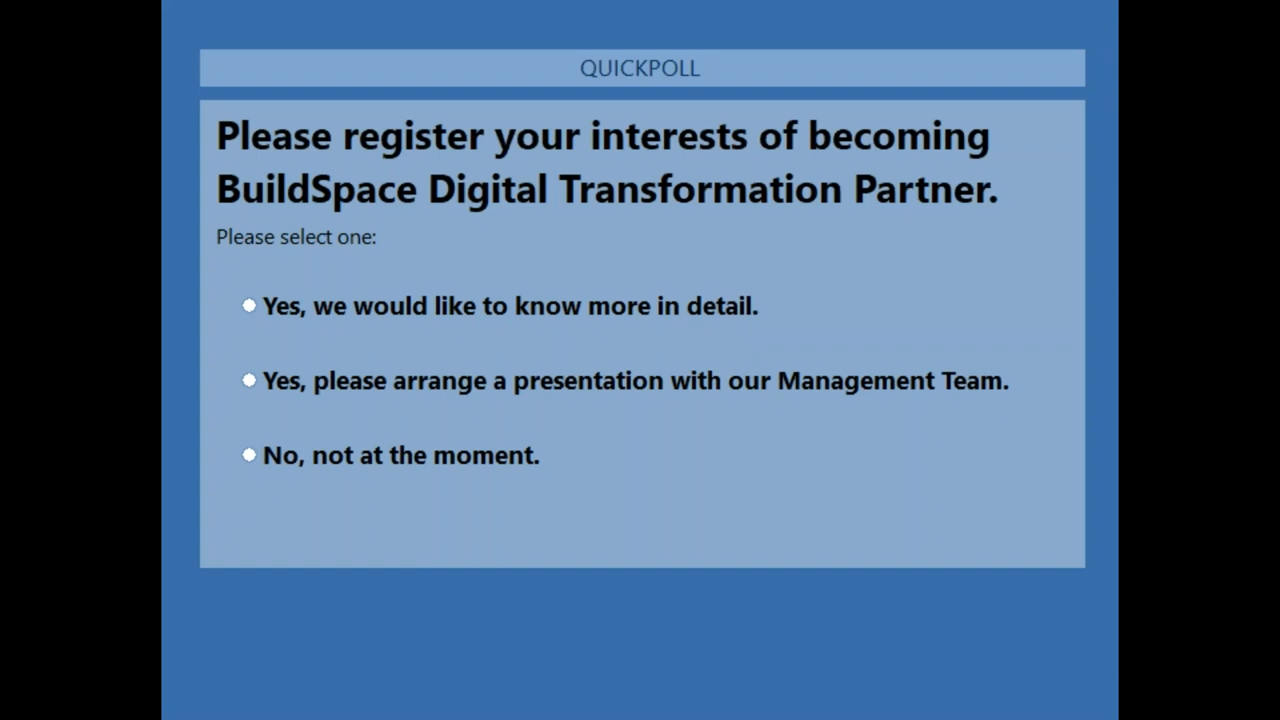 QUICKPOLL
Please register your interests of becoming
BuildSpace Digital Transformation Partner.
Please select one:
Yes, we would like to know more in detail.
Yes, please arrange a presentation with our Management Team.
No, not at the moment.